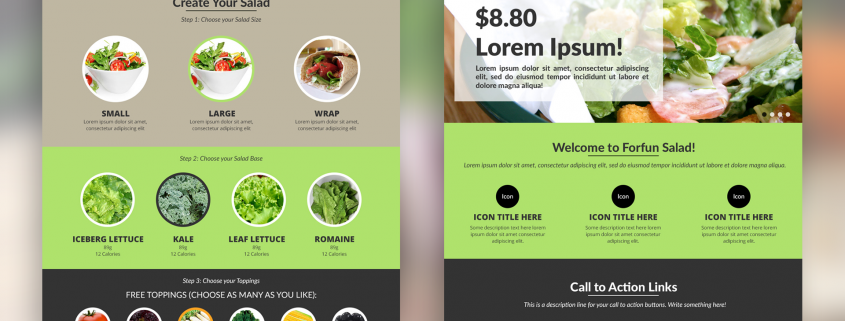 Create Your Salad
Step 1: Choose your Salad Size
SMALL
Lorem ipsum dolor sit amet,
consectetur adipiscing elit
LARGE
Lorem ipsum dolor sit amet,
consectetur adipiscing elit.
WRAP
Lorem ipsum dolor sit amet,
consectetur adipiscing elit.
Step 2: Choose your Salad Base
ICEBERG LETTUCE
89g
12 Calories
KALE
89g
12 Calories
LEAF LETTUCE
89g
12 Calories
ROMAINE
89g
12 Calories
Step 3: Choose your Toppings
FREE TOPPINGS (CHOOSE AS MANY AS YOU LIKE):
$8.80
Lorem Ipsum!
Lorem ipsum dolor sit amet, consectetur adipiscing
elit, sed do eiusmod tempor incididunt ut labore et
dolore magna aliqua!
Welcome to Forfun Salad!
Lorem ipsum dolor sit amet, consectetur adipiscing elit, sed do eiusmod tempor incididunt ut labore et dolore magna aliqua.
Icon
ICON TITLE HERE
Some description text here lorem
ipsum dolor sit amet consectetur
adipiscing elit.
Icon
ICON TITLE HERE
Some description text here lorem
ipsum dolor sit amet consectetur
adipiscing elit.
Icon
ICON TITLE HERE
Some description text here lorem
ipsum dolor sit amet consectetur
adipiscing elit.
Call to Action Links
This is a description line for your call to action buttons. Write something here!